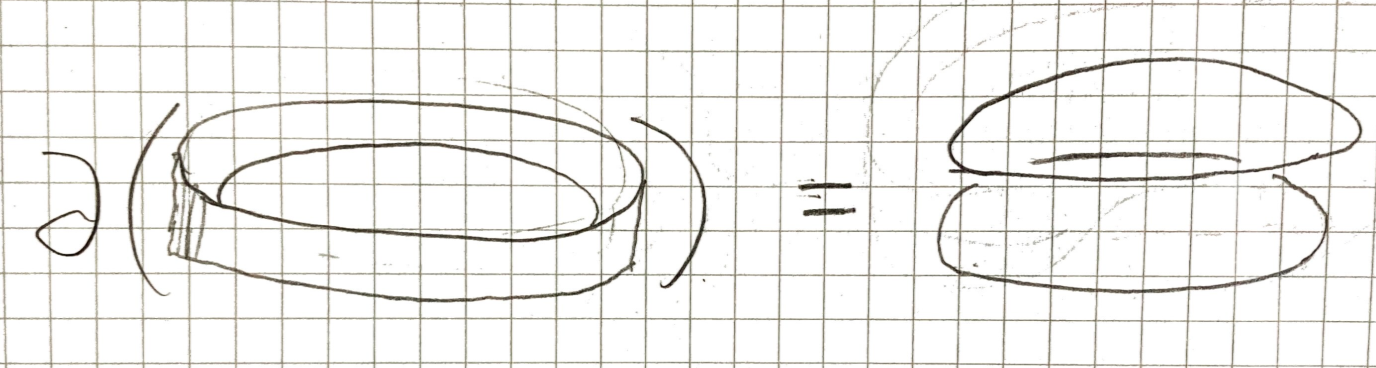 ∂( ) =